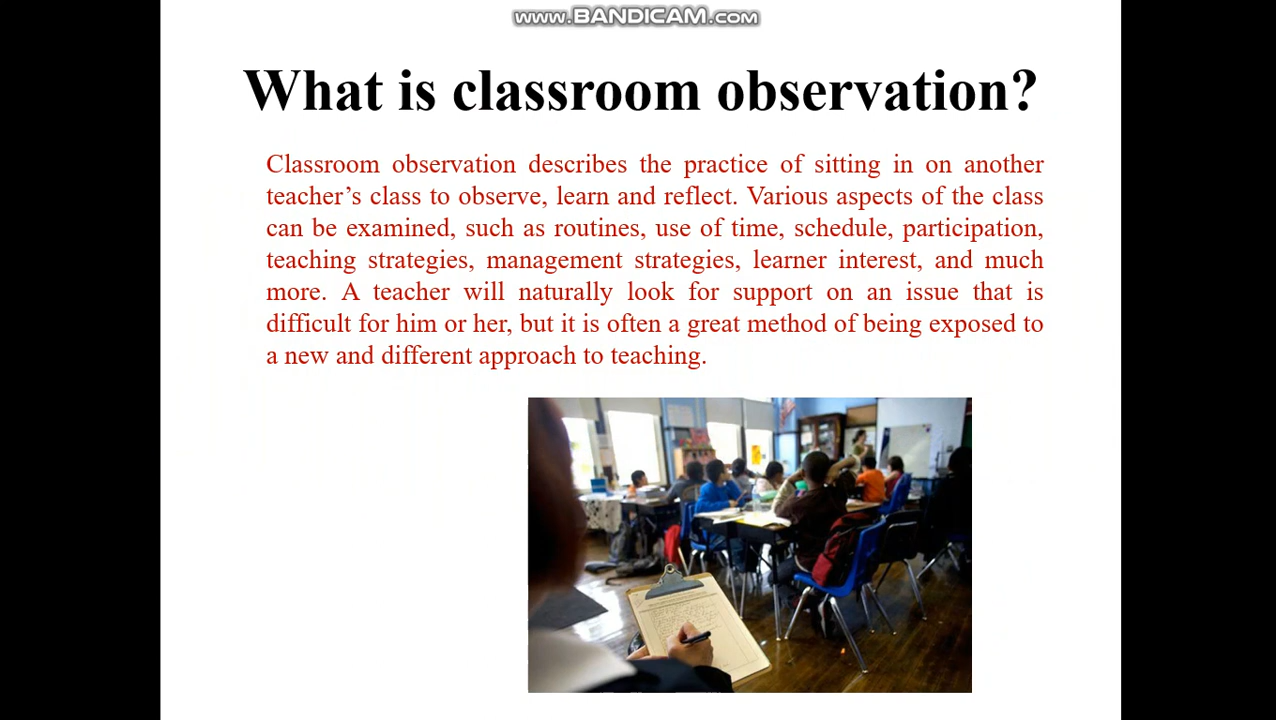 www.BANDICAM.com
What is classroom observation?
Classroom observation describes the practice of sitting in on another
teacher’s class to observe, learn and reflect. Various aspects of the class
can be examined, such as routines, use of time, schedule, participation,
teaching strategies, management strategies, learner interest, and much
more. A teacher will naturally look for support on an issue that is
difficult for him or her, but it is often a great method of being exposed to
a new and different approach to teaching.